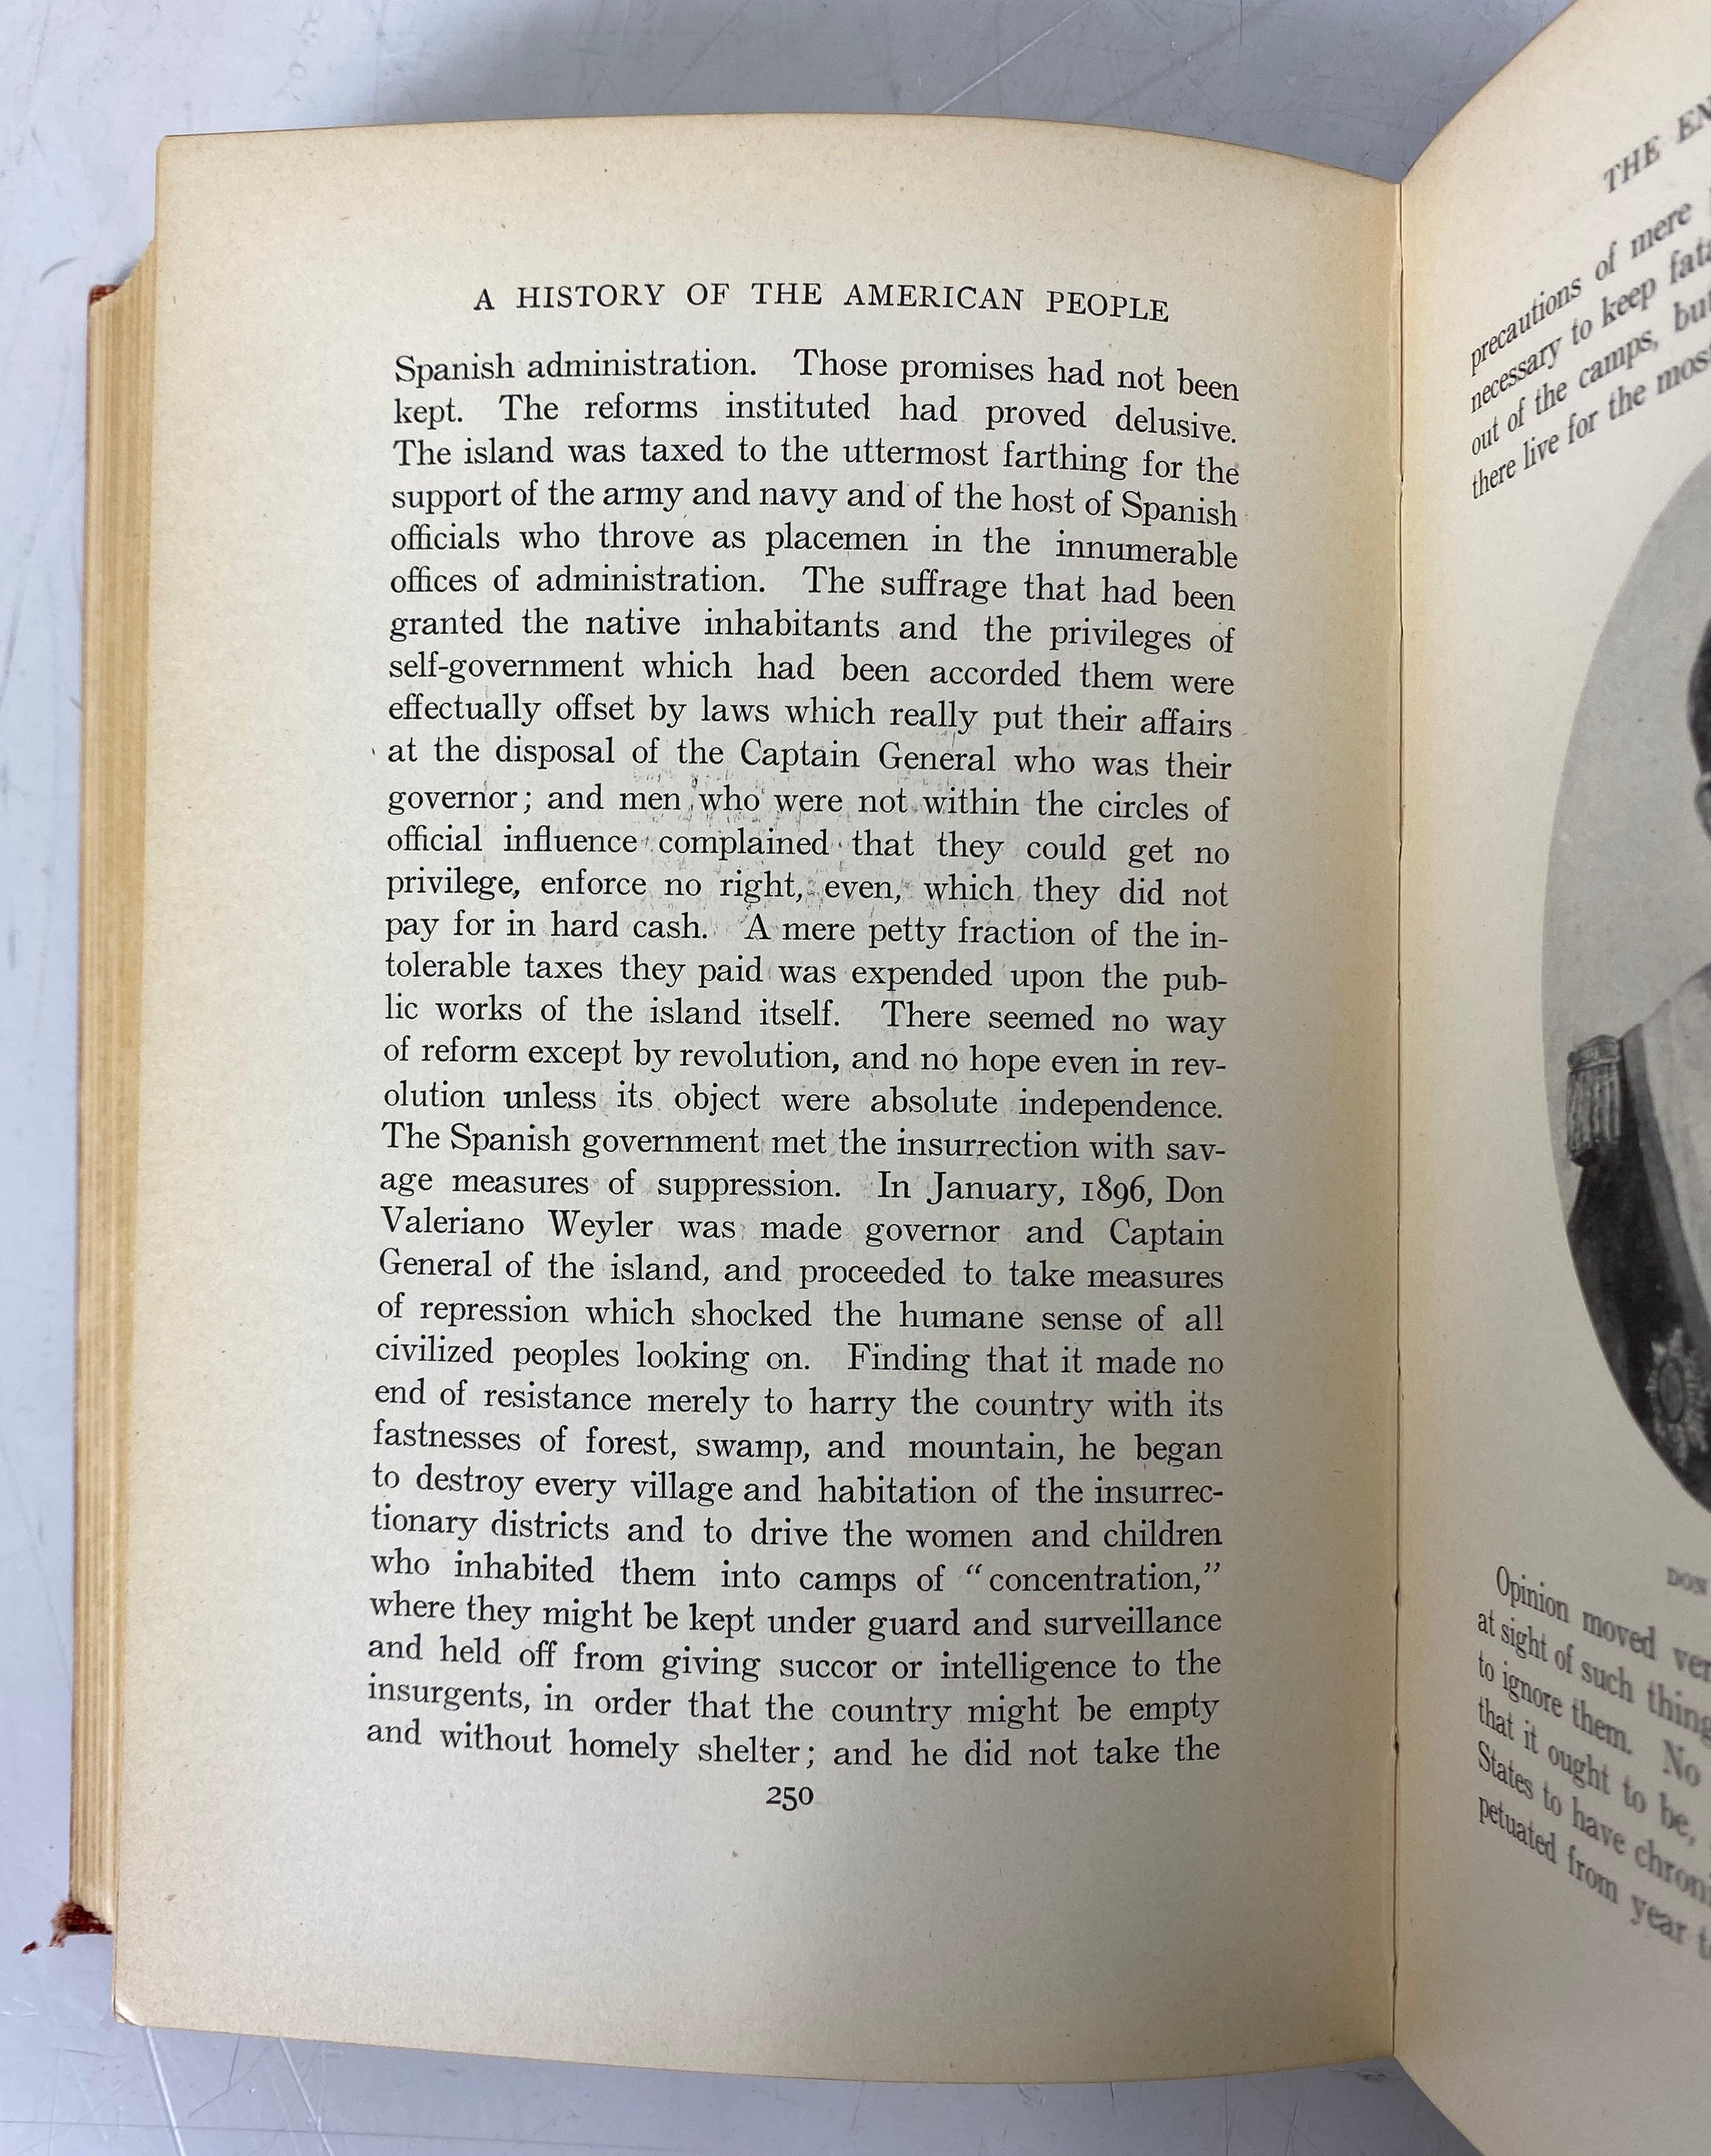 A HISTORY OF THE AMERICAN PEOPLE
Spanish administration. Those promises had not been
kept. The reforms instituted had proved delusive.
The island was taxed to the uttermost farthing for the
support of the army and navy and of the host of Spanish
officials who throve as placemen in the innumerable
offices of administration. The suffrage that had been
granted the native inhabitants and the privileges of
self-government which had been accorded them were
effectually offset by laws which really put their affairs
at the disposal of the Captain General who was their
governor; and men who were not within the circles of
official influence complained that they could get no
privilege, enforce no right, even, which they did not
pay for in hard cash. A mere petty fraction of the in-
tolerable taxes they paid was expended upon the pub-
lic works of the island itself. There seemed no way
of reform except by revolution, and no hope even in rev-
olution unless its object were absolute independence.
The Spanish government met the insurrection with sav-
age measures of suppression. In January, 1896, Don
Valeriano Weyler was made governor and Captain
General of the island, and proceeded to take measures
of repression which shocked the humane sense of all
civilized peoples looking on. Finding that it made no
end of resistance merely to harry the country with its
fastnesses of forest, swamp, and mountain, he began
to destroy every village and habitation of the insurrec-
tionary districts and to drive the women and children
who inhabited them into camps of "concentration,"
where they might be kept under guard and surveillance
and held off from giving succor or intelligence to the
insurgents, in order that the country might be empty
and without homely shelter; and he did not take the
250
THE
precautions of mere
necessary to keep
out of the camps,
there live for the
DON
Opinion moved
at sight of such
to ignore them. No
that it ought to be,
States to have
petuated from year